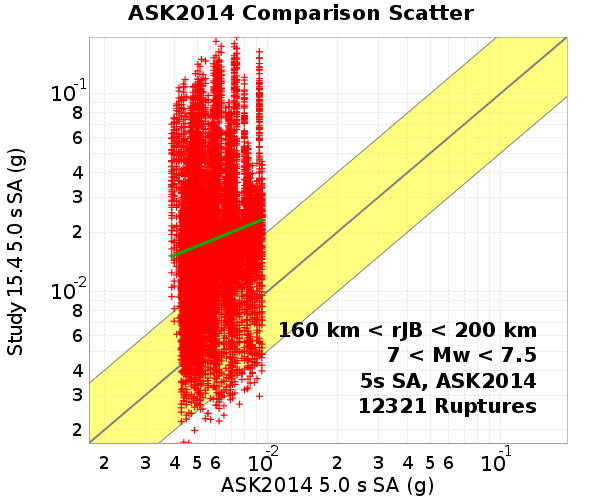 ASK2014 Comparison Scatter
Study 15.4 5.0 s SA (g)
10-1
8
6
4
3
2
10-2
8
6
4
3
2
160 km < rJB < 200 km
7 < Mw < 7.5
5s SA, ASK2014
12321 Ruptures
2 3 4 5 6 10-2 2 3 4 5 6 10-1
ASK2014 5.0 s SA (g)